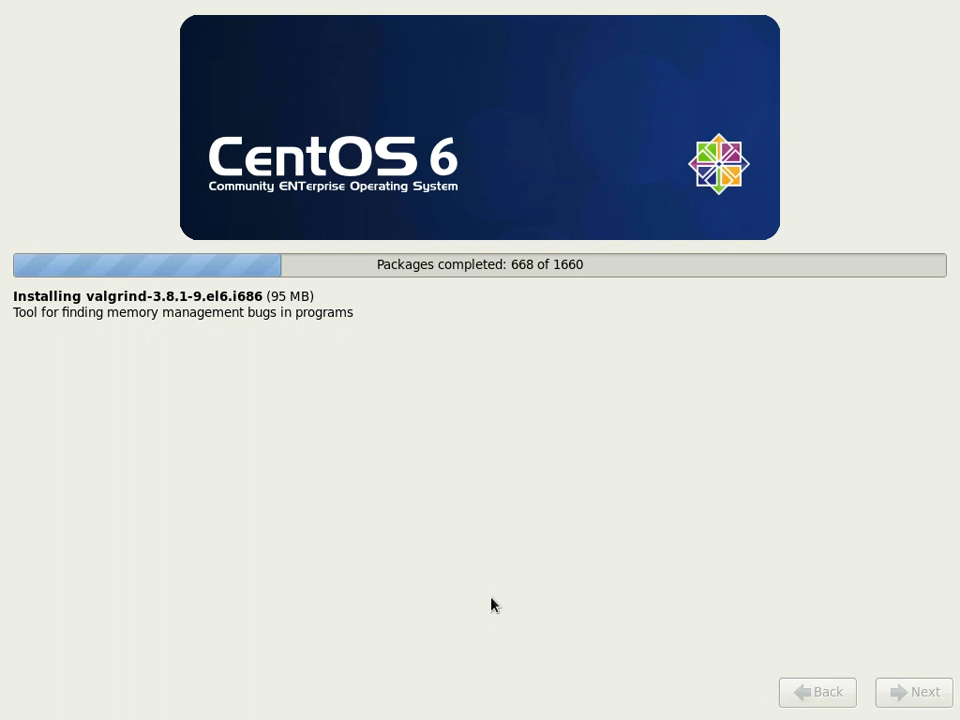 CentOS 6
Community ENTerprise Operating System
Packages completed: 668 of 1660
Installing valgrind-3.8.1-9.el6.i686 (95 MB)
Tool for finding memory management bugs in programs
Back
Next